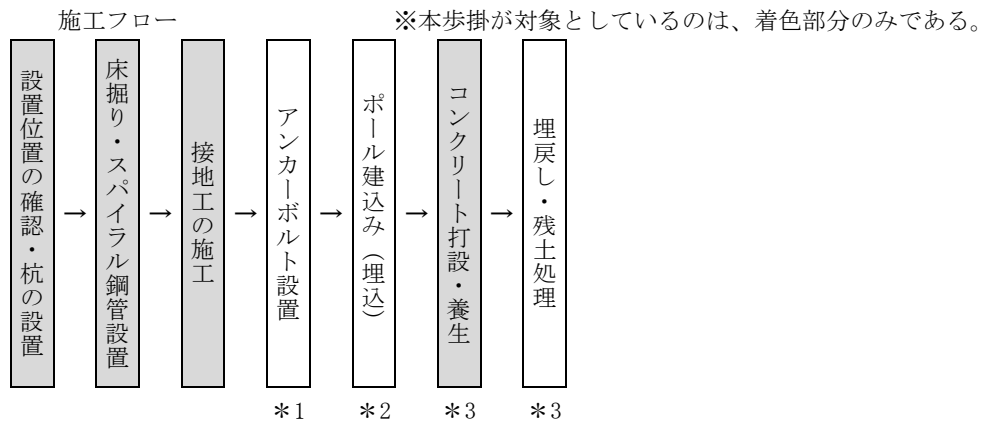 施工フロー
※本歩掛が対象としているのは、着色部分のみである。
設置位置の確認・杭の設置
→
床掘り・スパイラル鋼管設置
→
接地工の施工
→
アンカーボルト設置
→
ポール建込み（埋込）
→
コンクリート打設・養生
→
埋戻し・残土処理
＊1
＊2
＊3
＊3